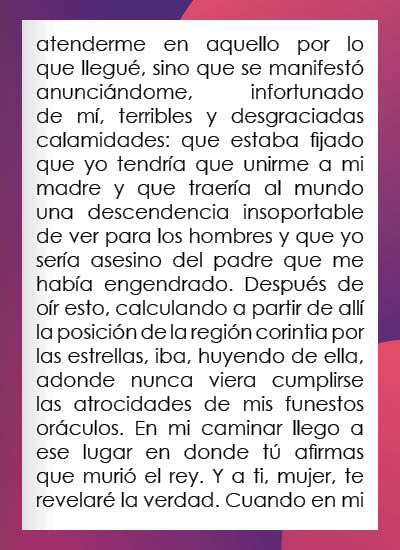 atenderme en aquello por lo
que llegué, sino que se manifestó
anunciándome, infortunado
de mí, terribles y desgraciadas
calamidades: que estaba fijado
que yo tendría que unirme a mi
madre y que traería al mundo
una descendencia insoportable
de ver para los hombres y que yo
sería asesino del padre que me
había engendrado. Después de
oír esto, calculando a partir de allí
la posición de la región corintia por
las estrellas, iba, huyendo de ella,
adonde nunca viera cumplirse
las atrocidades de mis funestos
oráculos. En mi caminar llego a
ese lugar en donde tú afirmas
que murió el rey. Y a ti, mujer, te
revelaré la verdad. Cuando en mi